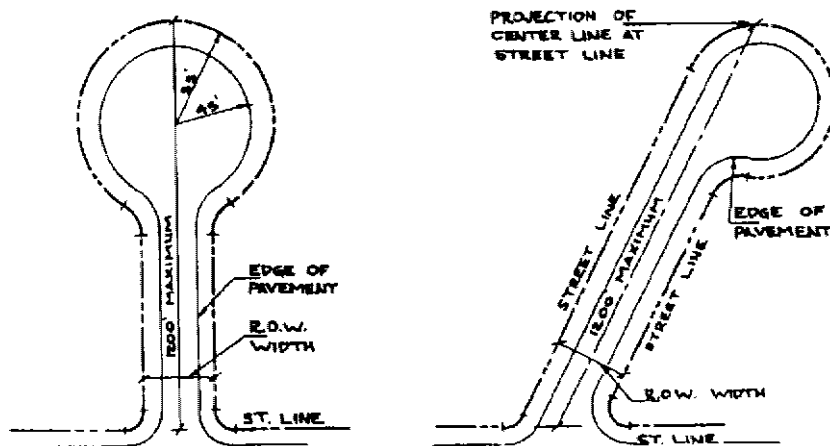 PROJECTION OF
CENTER LINE AT
STREET LINE
45'
1200' MAXIMUM
EDGE OF
PAVEMENT
R.O.W.
WIDTH
ST. LINE
STREET LINE
1200' MAXIMUM
STREET LINE
EDGE OF
PAVEMENT
R.O.W. WIDTH
ST. LINE